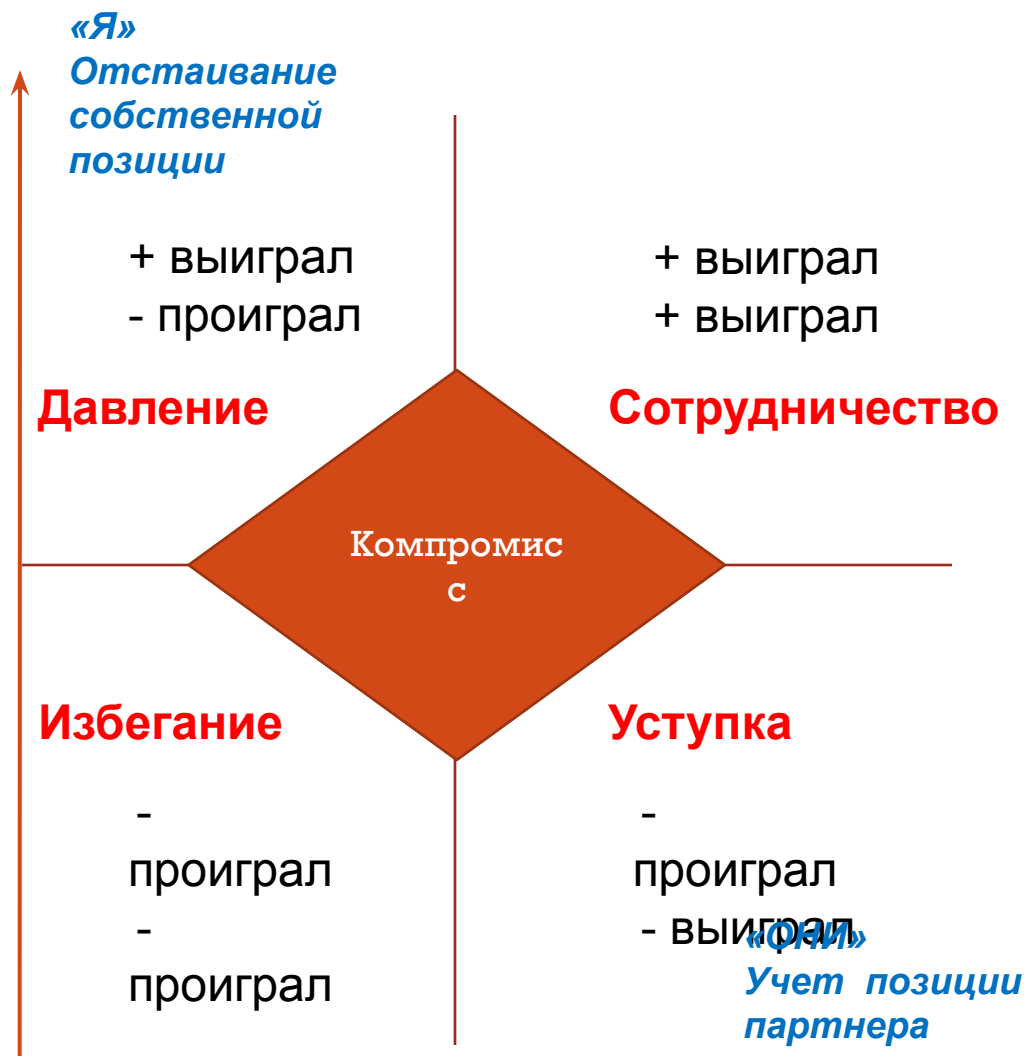 «Я»
Отстаивание
собственной
позиции
+ выиграл
- проиграл
+ выиграл
+ выиграл
Давление
Сотрудничество
Компромис
с
Избегание
Уступка
-
проиграл
-
проиграл
-
проиграл
- выиграл
«ОНИ»
Учет позиции
партнера